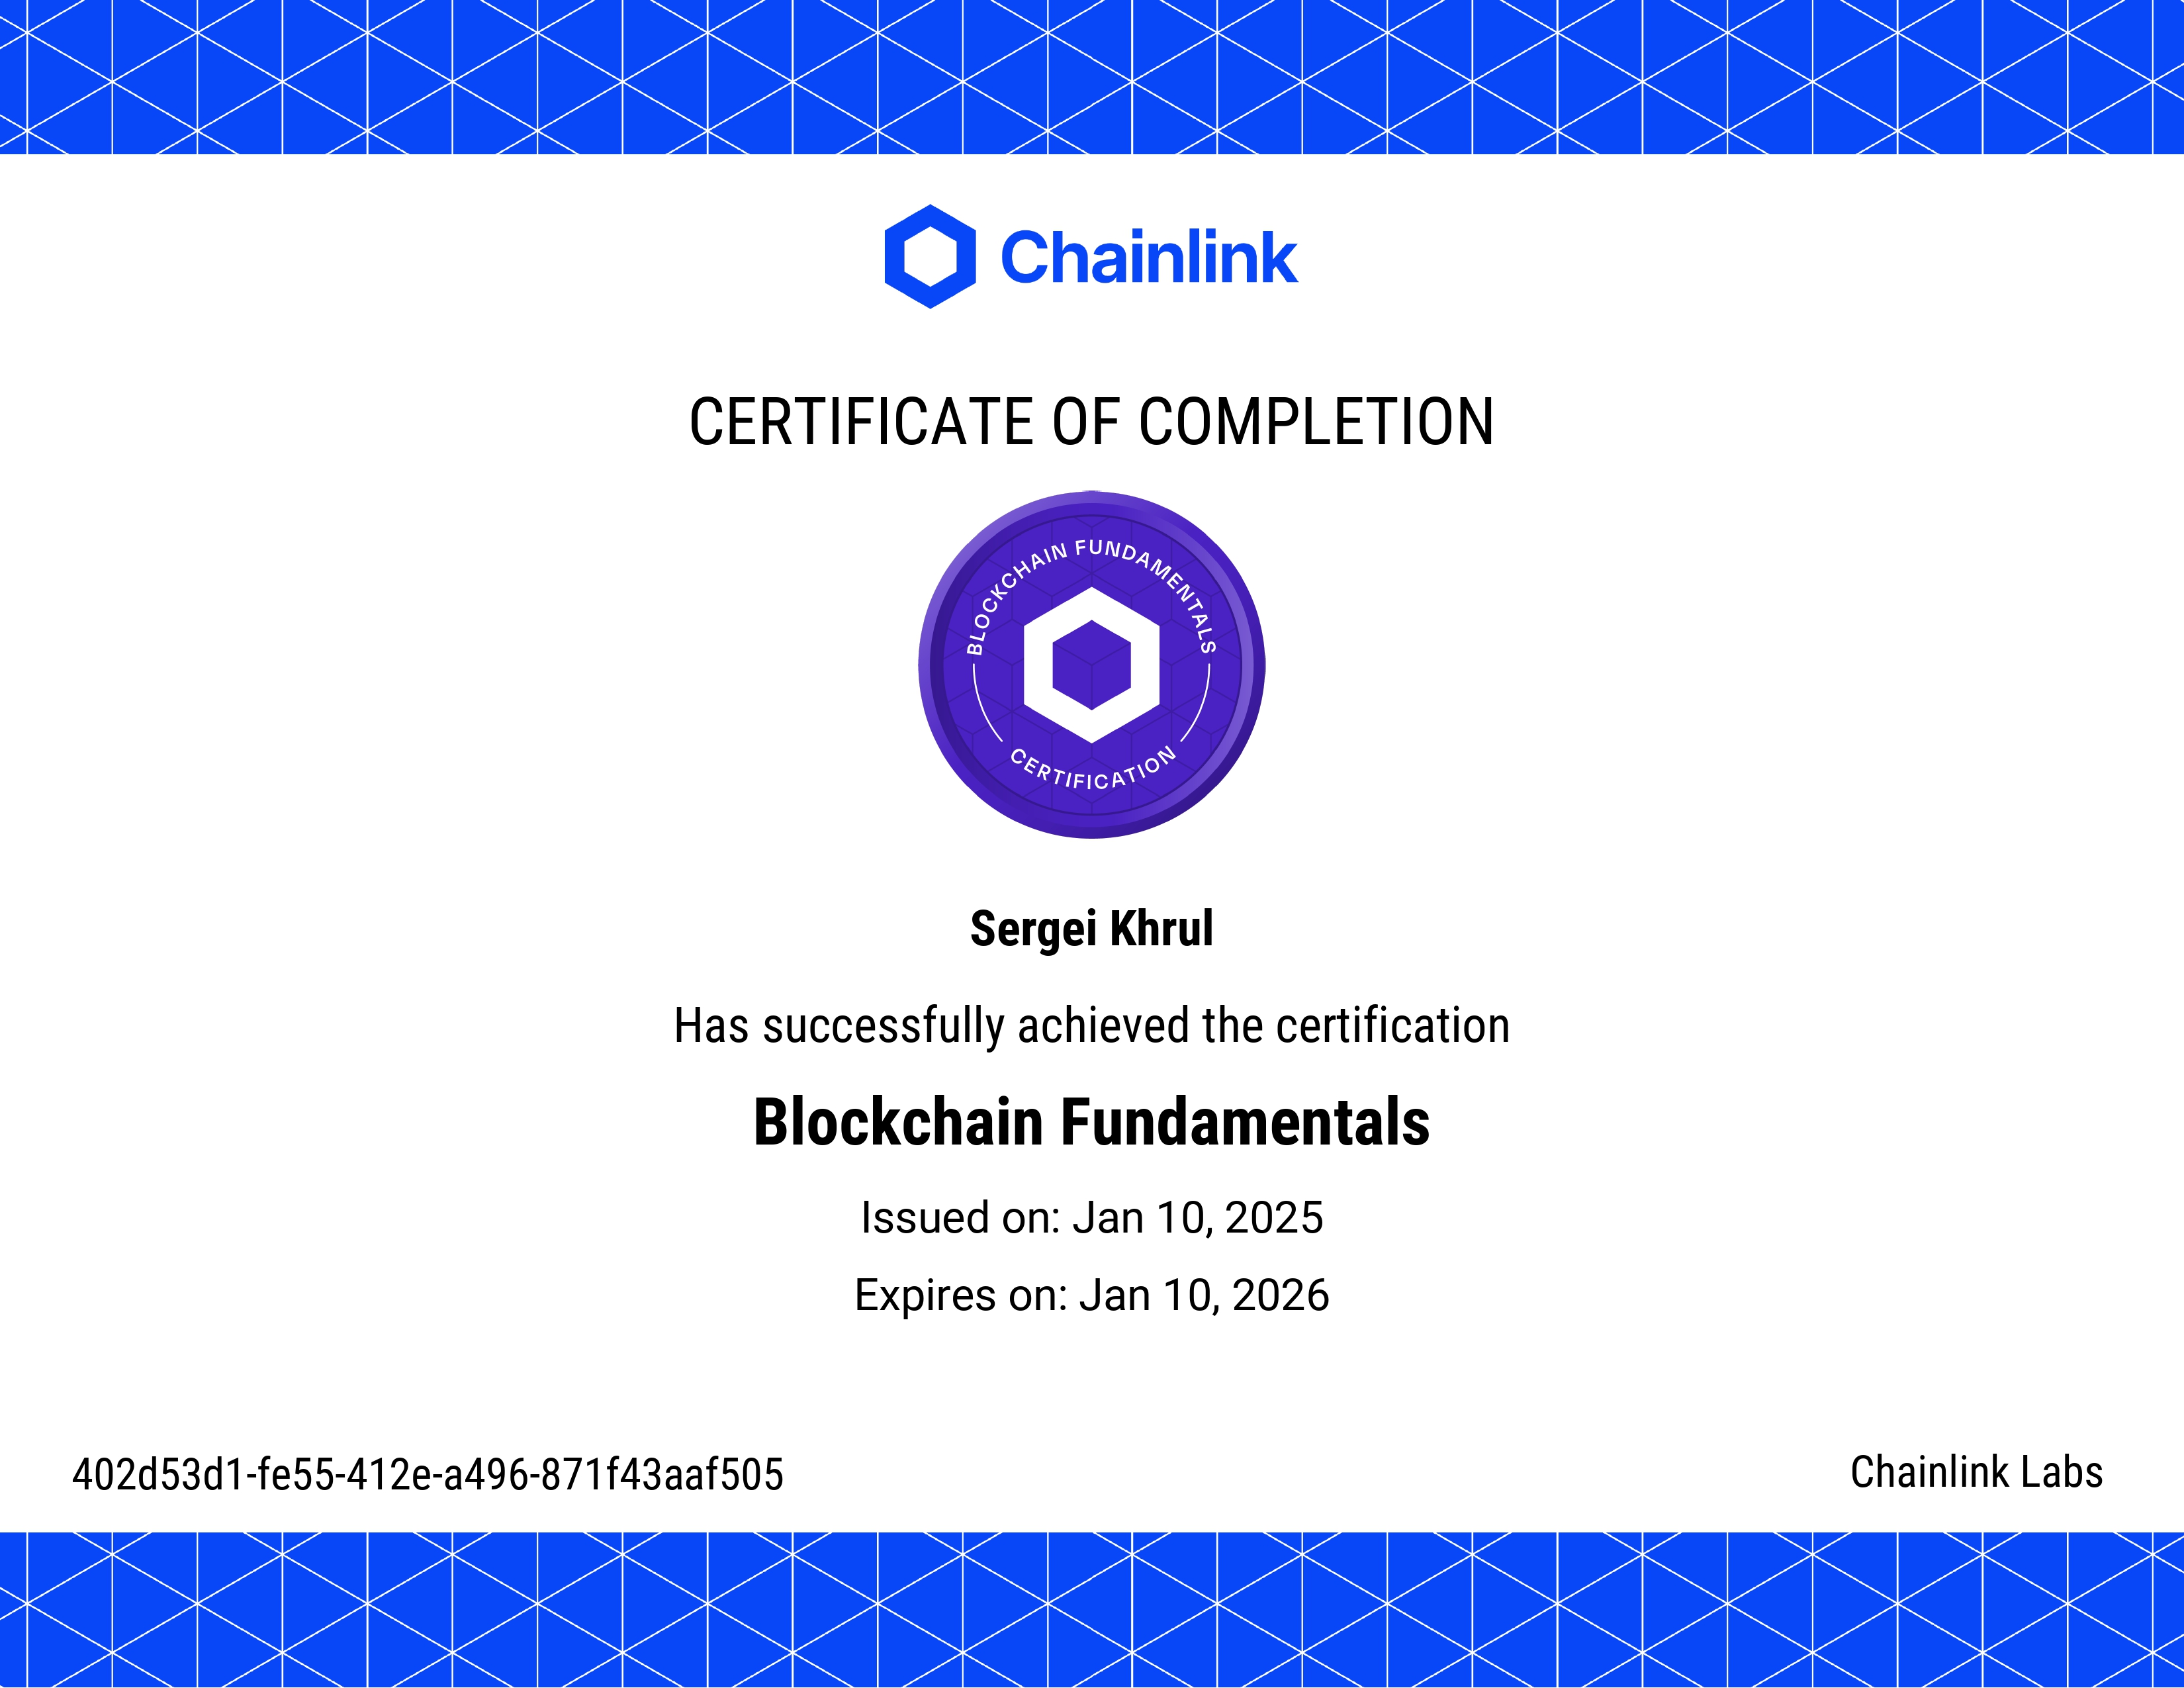 Chainlink
CERTIFICATE OF COMPLETION
BLOCKCHAIN FUNDAMENTALS
CERTIFICATION
Sergei Khrul
Has successfully achieved the certification
Blockchain Fundamentals
Issued on: Jan 10, 2025
Expires on: Jan 10, 2026
402d53d1-fe55-412e-a496-871f43aaf505
Chainlink Labs